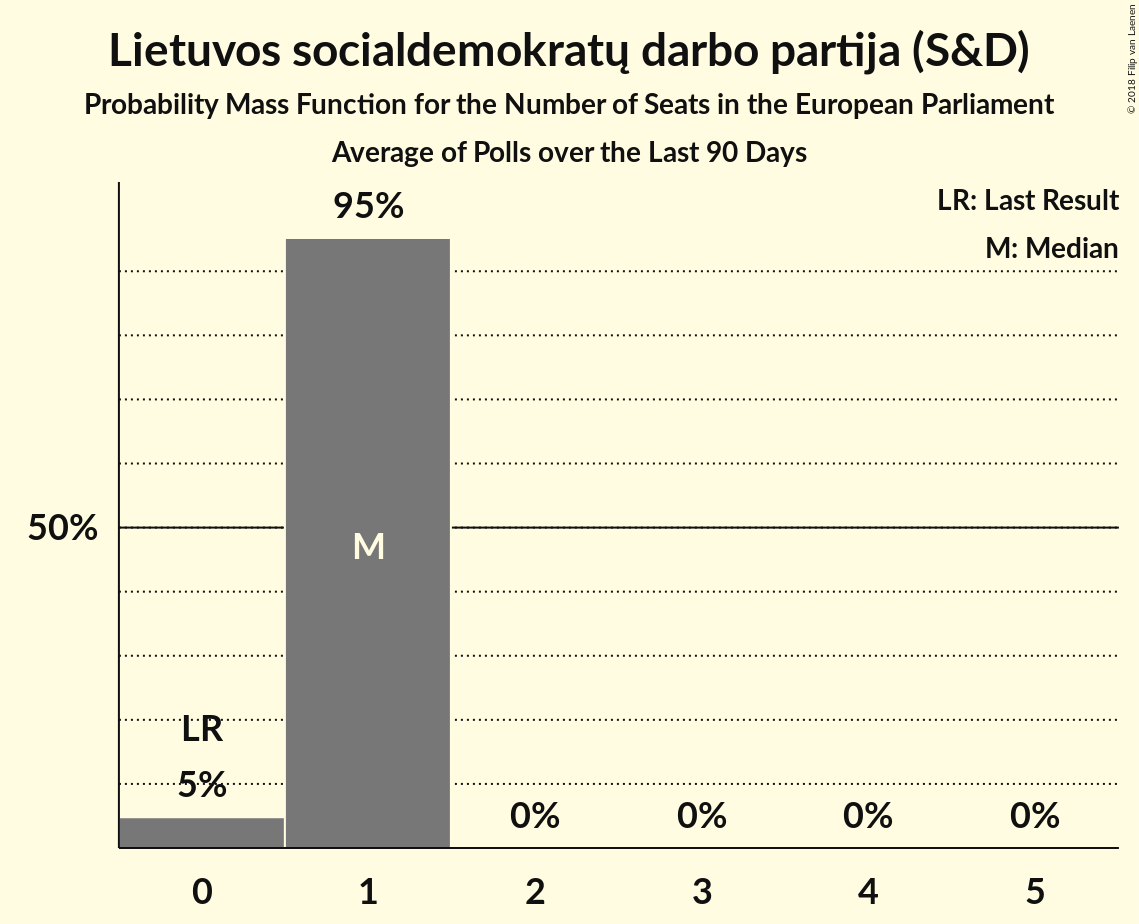 Lietuvos socialdemokratų darbo partija (S&D)
Probability Mass Function for the Number of Seats in the European Parliament
Average of Polls over the Last 90 Days
© 2018 Filip van Laenen
LR: Last Result
M: Median
95%
50%
M
LR
5%
0%
0%
0%
0%
0
1
2
3
4
5